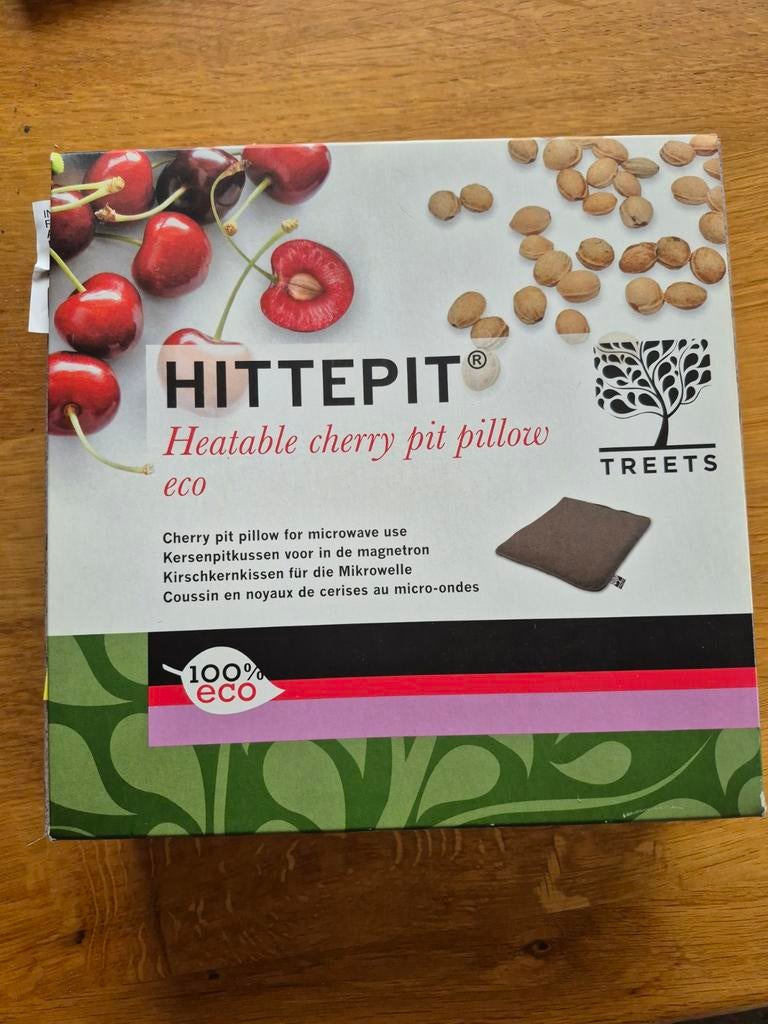 HITTEPIT®
Heatable cherry pit pillow
eco
TREETS
Cherry pit pillow for microwave use
Kersenpitkussen voor in de magnetron
Kirschkernkissen für die Mikrowelle
Coussin en noyaux de cerises au micro-ondes
100%
eco